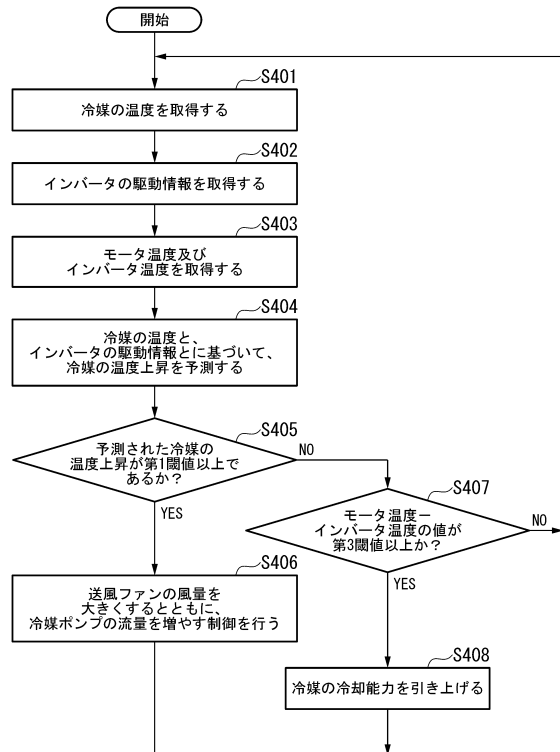 開始
S401
冷媒の温度を取得する
S402
インバータの駆動情報を取得する
S403
モータ温度及び
インバータ温度を取得する
S404
冷媒の温度と、
インバータの駆動情報とに基づいて、
冷媒の温度上昇を予測する
S405
予測された冷媒の
温度上昇が第1閾値以上で
あるか?
NO
YES
S407
モータ温度－
インバータ温度の値が
第3閾値以上か?
NO
YES
S406
送風ファンの風量を
大きくするとともに、
冷媒ポンプの流量を増やす制御を行う
S408
冷媒の冷却能力を引き上げる